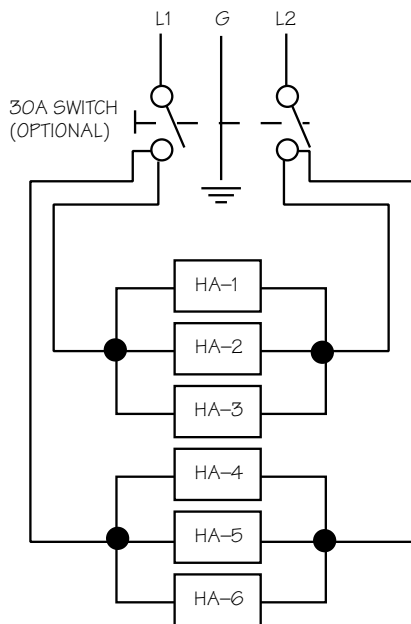 L1 G L2
30A SWITCH
(OPTIONAL)
HA–1
HA–2
HA–3
HA–4
HA–5
HA–6